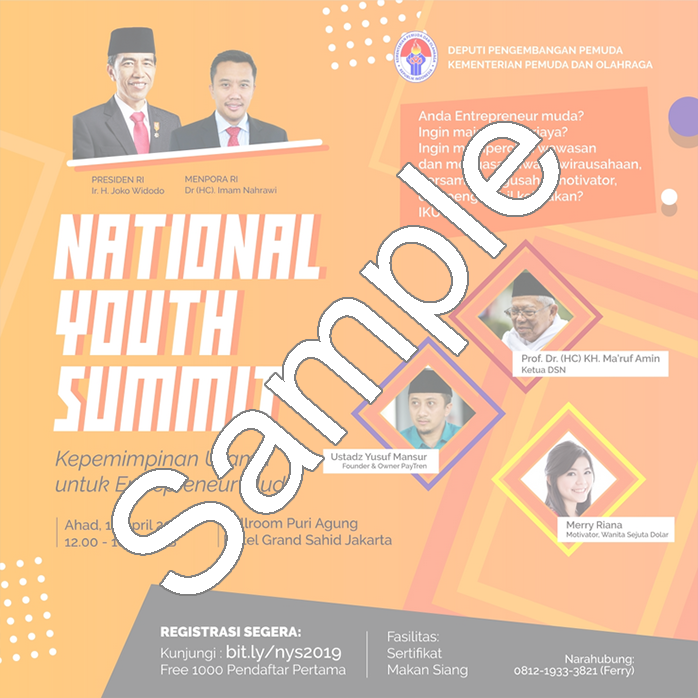 DEPUTI PENGEMBANGAN PEMUDA
KEMENTERIAN PEMUDA DAN OLAHRAGA
PRESIDEN RI
Ir. H. Joko Widodo
MENPORA RI
Dr (HC). Imam Nahrawi
Anda Entrepreneur muda?
Ingin
Ingin wawasan
dan wirausahaan,
motivator,
NATIONAL
YOUTH
SUMMIT
Kepemimpinan
untuk
Ahad,
12.00 -
Puri Agung
Grand Sahid Jakarta
Prof. Dr. (HC) KH. Ma'ruf Amin
Ketua DSN
Ustadz Yusuf Mansur
Founder & Owner PayTren
Merry Riana
Motivator, Wanita Sejuta Dolar
Sample
REGISTRASI SEGERA:
Kunjungi : bit.ly/nys2019
Free 1000 Pendaftar Pertama
Fasilitas:
Sertifikat
Makan Siang
Narahubung:
0812-1933-3821 (Ferry)